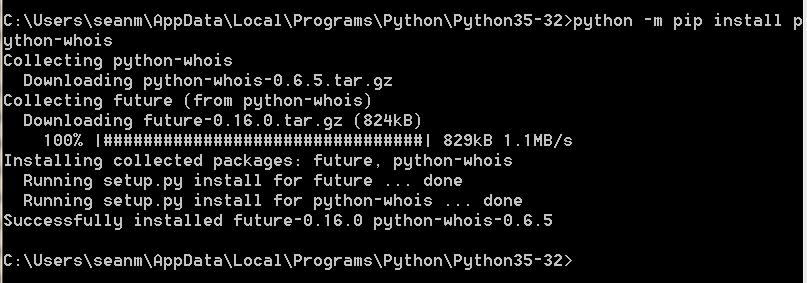 C:\Users\seanm\AppData\Local\Programs\Python\Python35-32>python -m pip install p
ython-whois
Collecting python-whois
  Downloading python-whois-0.6.5.tar.gz
Collecting future (from python-whois)
  Downloading future-0.16.0.tar.gz (824kB)
    100% |################################| 829kB 1.1MB/s
Installing collected packages: future, python-whois
  Running setup.py install for future ... done
  Running setup.py install for python-whois ... done
Successfully installed future-0.16.0 python-whois-0.6.5
C:\Users\seanm\AppData\Local\Programs\Python\Python35-32>